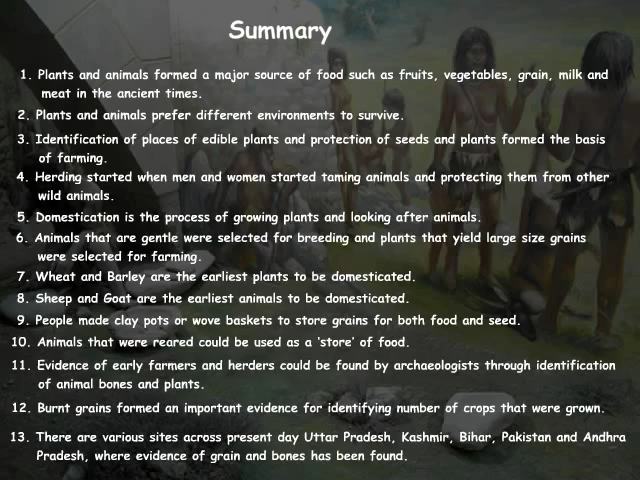 Summary
1. Plants and animals formed a major source of food such as fruits, vegetables, grain, milk and
meat in the ancient times.
2. Plants and animals prefer different environments to survive.
3. Identification of places of edible plants and protection of seeds and plants formed the basis
of farming.
4. Herding started when men and women started taming animals and protecting them from other
wild animals.
5. Domestication is the process of growing plants and looking after animals.
6. Animals that are gentle were selected for breeding and plants that yield large size grains
were selected for farming.
7. Wheat and Barley are the earliest plants to be domesticated.
8. Sheep and Goat are the earliest animals to be domesticated.
9. People made clay pots or wove baskets to store grains for both food and seed.
10. Animals that were reared could be used as a 'store' of food.
11. Evidence of early farmers and herders could be found by archaeologists through identification
of animal bones and plants.
12. Burnt grains formed an important evidence for identifying number of crops that were grown.
13. There are various sites across present day Uttar Pradesh, Kashmir, Bihar, Pakistan and Andhra
Pradesh, where evidence of grain and bones has been found.